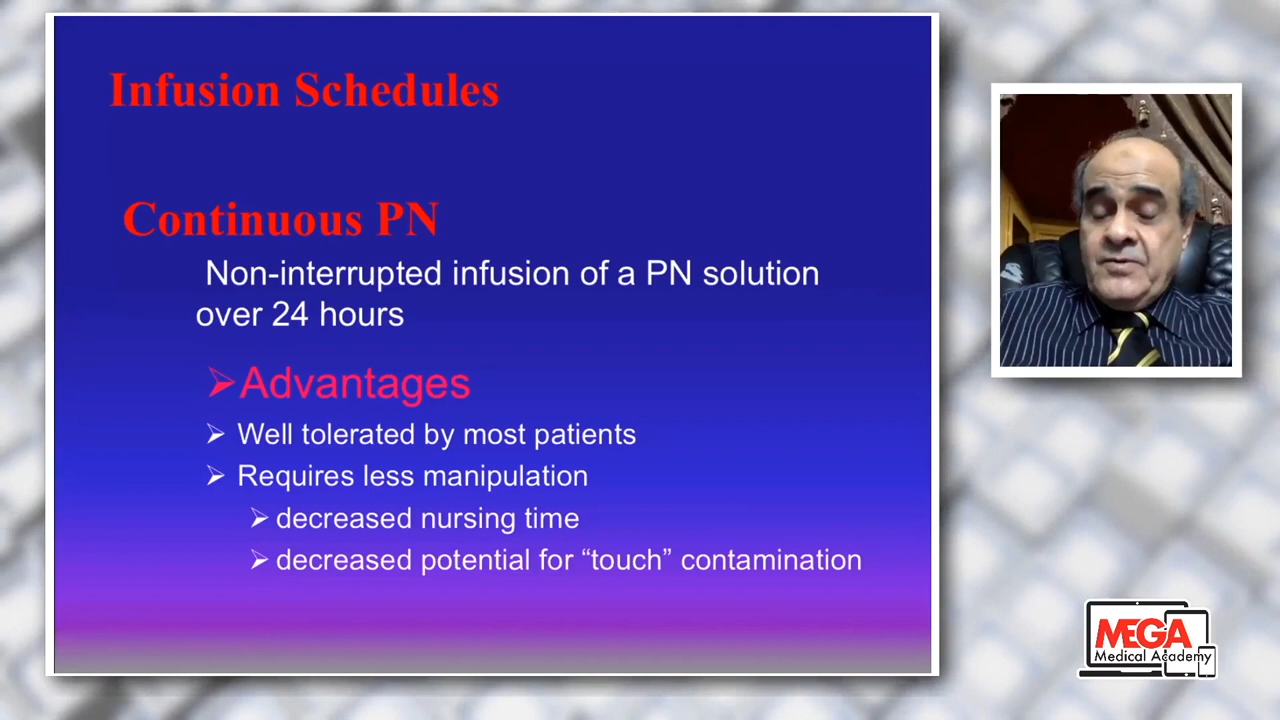 Infusion Schedules
Continuous PN
Non-interrupted infusion of a PN solution
over 24 hours
➢Advantages
➢ Well tolerated by most patients
➢ Requires less manipulation
➢ decreased nursing time
➢ decreased potential for “touch” contamination
MEGA
Medical Academy